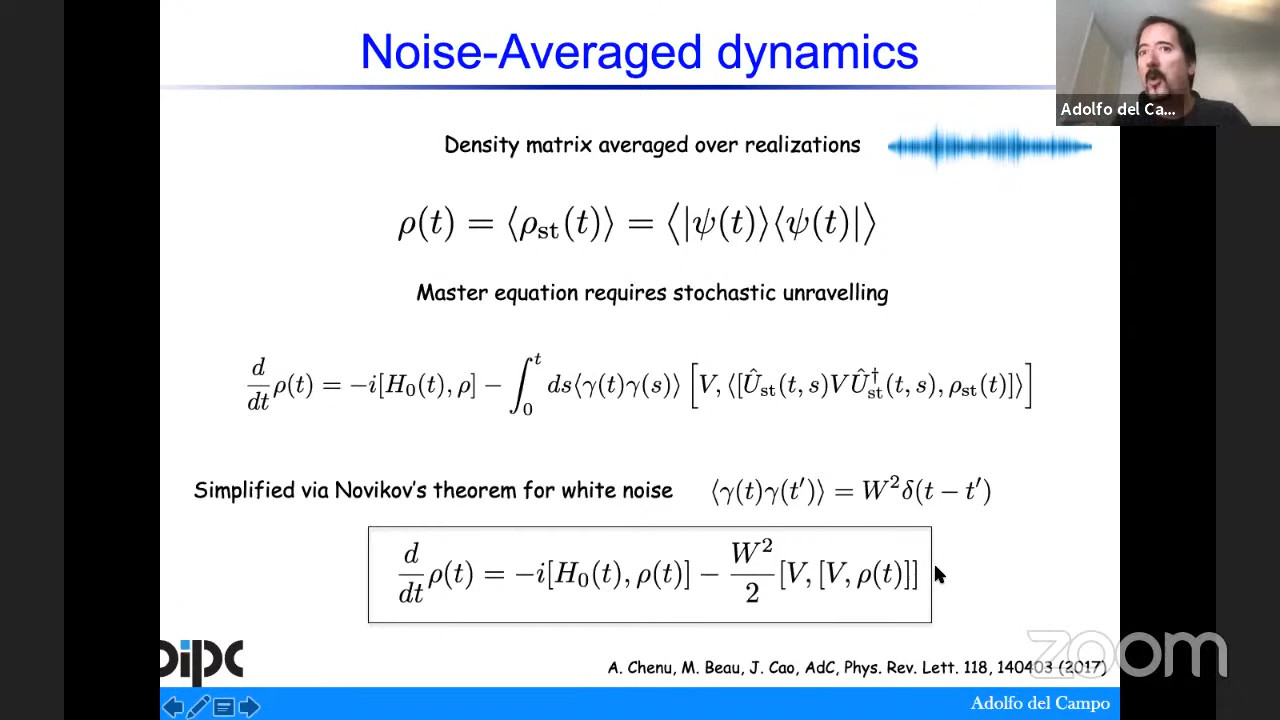 Noise-Averaged dynamics
Adolfo del Ca...
Density matrix averaged over realizations
ρ(t) = ⟨ρ_st(t)⟩ = ⟨|ψ(t)⟩⟨ψ(t)|⟩
Master equation requires stochastic unravelling
d/dt ρ(t) = −i[H₀(t), ρ] − ∫₀ᵗ ds⟨γ(t)γ(s)⟩ [V, ⟨[Û_st(t, s)VÛ†_st(t, s), ρ_st(t)]⟩]
Simplified via Novikov's theorem for white noise ⟨γ(t)γ(t′)⟩ = W²δ(t − t′)
d/dt ρ(t) = −i[H₀(t), ρ(t)] − W²/2 [V, [V, ρ(t)]]
dipc
zoom
A. Chenu, M. Beau, J. Cao, AdC, Phys. Rev. Lett. 118, 140403 (2017)
Adolfo del Campo